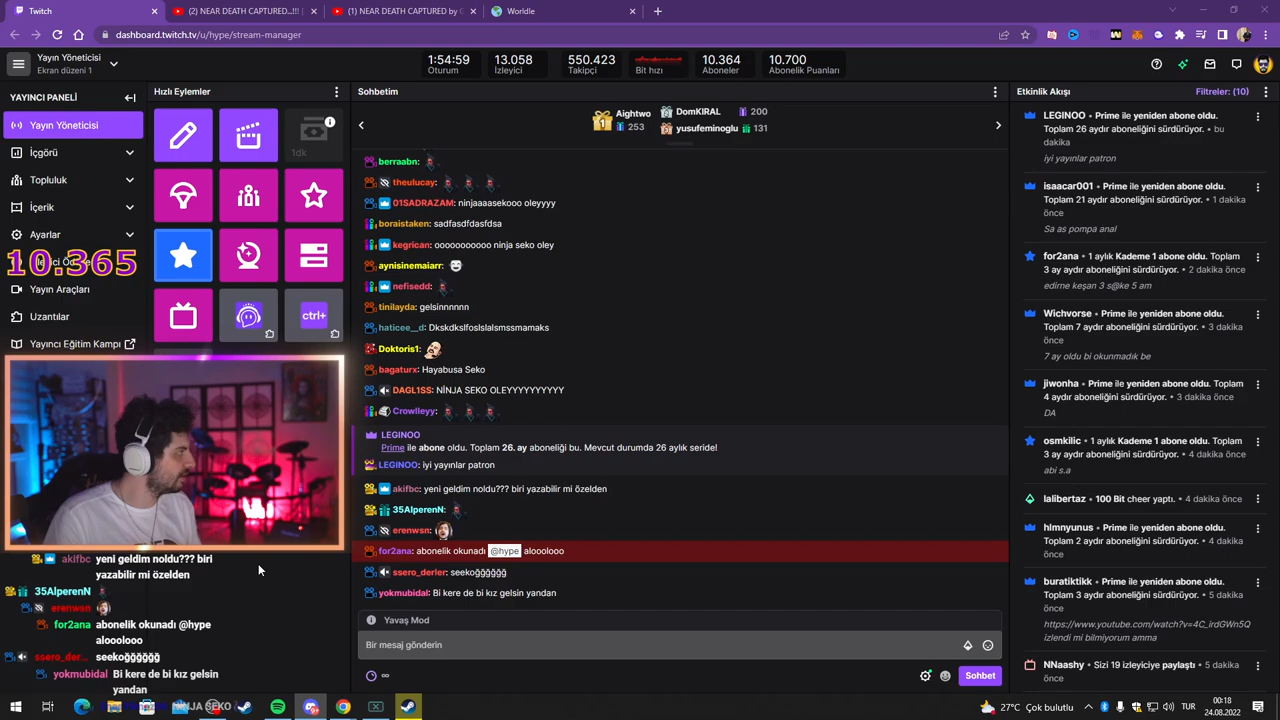 Twitch
(2) NEAR DEATH CAPTURED...!!! [
(1) NEAR DEATH CAPTURED by G
Worldle
dashboard.twitch.tv/u/hype/stream-manager
Yayın Yöneticisi
Ekran düzeni 1
1:54:59
Oturum
13.058
İzleyici
550.423
Takipçi
Bit hızı
10.364
Aboneler
10.700
Abonelik Puanları
YAYINCI PANELİ
Yayın Yöneticisi
İçgörü
Topluluk
İçerik
Ayarlar
10.365
Yayın Araçları
Uzantılar
Yayıncı Eğitim Kampı
Hızlı Eylemler
1dk
ctrl+
Sohbetim
Aightwo
253
DomKIRAL 200
yusufeminoglu 131
berraabn:
theulucay:
01SADRAZAM: ninjaaaasekooo oleyyyy
boraistaken: sadfasfdasfdsa
kegrican: ooooooooooo ninja seko oley
aynisinemaiarr:
nefisedd:
tinilayda: gelsinnnnnn
haticee__d: Dkskdkslfoslslalsmssmamaks
Doktoris1:
bagaturx: Hayabusa Seko
DAGL1SS: NİNJA SEKO OLEYYYYYYYYYY
Crowlieyy:
LEGINOO
Prime ile abone oldu. Toplam 26. ay aboneliği bu. Mevcut durumda 26 aylık seride!
LEGINOO: iyi yayınlar patron
akifbc: yeni geldim noldu??? biri yazabilir mi özelden
35AlperenN:
erenwsn:
for2ana: abonelik okunadı @hype alooolooo
ssero_derler: seekoğğğğğğ
yokmubidal: Bi kere de bi kız gelsin yandan
Yavaş Mod
Bir mesaj gönderin
Sohbet
Etkinlik Akışı
Filtreler: (10)
LEGINOO • Prime ile yeniden abone oldu.
Toplam 26 aydır aboneliğini sürdürüyor. • bu
dakika
iyi yayınlar patron
isaacar001 • Prime ile yeniden abone oldu.
Toplam 21 aydır aboneliğini sürdürüyor. • 1 dakika
önce
Sa as pompa anal
for2ana • 1 aylık Kademe 1 abone oldu. Toplam
3 ay aydır aboneliğini sürdürüyor. • 2 dakika önce
edirne keşan 3 s@ke 5 am
Wichvorse • Prime ile yeniden abone oldu.
Toplam 7 aydır aboneliğini sürdürüyor. • 3 dakika
önce
7 ay oldu bi okunmadık be
jiwonha • Prime ile yeniden abone oldu. Toplam
4 aydır aboneliğini sürdürüyor. • 3 dakika önce
DA
osmkilic • 1 aylık Kademe 1 abone oldu. Toplam
3 ay aydır aboneliğini sürdürüyor. • 4 dakika önce
abi s.a
lalibertaz • 100 Bit cheer yaptı. • 4 dakika önce
hlmnyunus • Prime ile yeniden abone oldu.
Toplam 2 aydır aboneliğini sürdürüyor. • 4 dakika
önce
buratiktikk • Prime ile yeniden abone oldu.
Toplam 3 aydır aboneliğini sürdürüyor. • 5 dakika
önce
https://www.youtube.com/watch?v=4C_irdGWn5Q
izlendi mi bilmiyorum amma
NNaashy • Sizi 19 izleyiciye paylaştı • 5 dakika
önce
akifbc yeni geldim noldu??? biri
yazabilir mi özelden
35AlperenN
erenwsn
for2ana abonelik okunadı @hype
alooolooo
ssero_der... seekoğğğğğğ
yokmubidal Bi kere de bi kız gelsin
yandan
NİNJA SEKO
27°C Çok bulutlu
TUR
00:18
24.08.2022